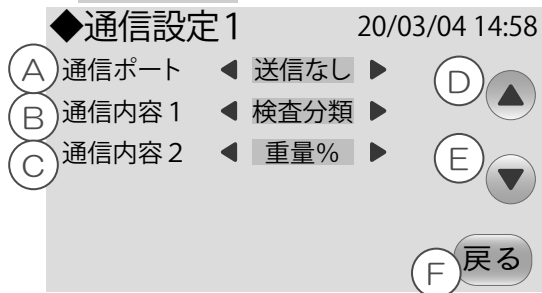 ◆通信設定1 20/03/04 14:58
A 通信ポート ◀ 送信なし ▶ D ▲
B 通信内容1 ◀ 検査分類 ▶
C 通信内容2 ◀ 重量% ▶ E ▼
F 戻る